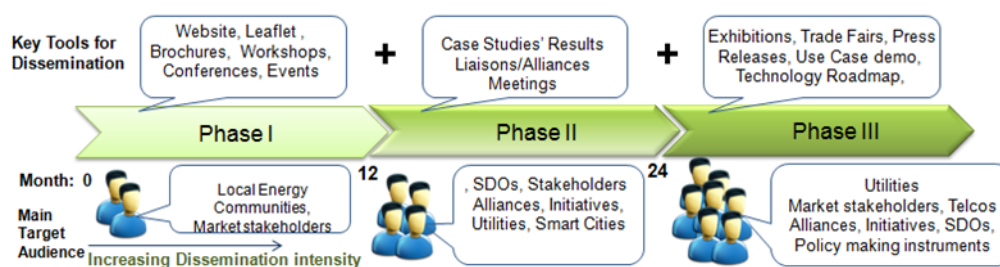 Key Tools for
Dissemination
Website, Leaflet ,
Brochures, Workshops,
Conferences, Events
+
Case Studies' Results
Liaisons/Alliances
Meetings
+
Exhibitions, Trade Fairs, Press
Releases, Use Case demo,
Technology Roadmap,
Phase I
Phase II
Phase III
Month: 0
12
24
Main
Target
Audience
Local Energy
Communities,
Market stakeholders
, SDOs, Stakeholders
Alliances, Initiatives,
Utilities, Smart Cities
Utilities
Market stakeholders, Telcos
Alliances, Initiatives, SDOs,
Policy making instruments
Increasing Dissemination intensity